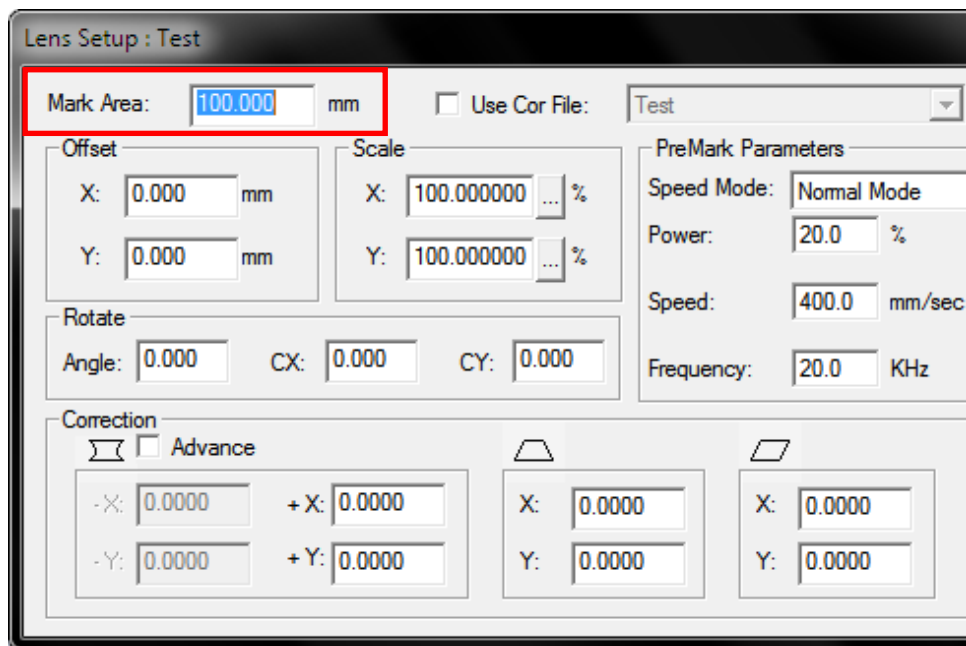 Lens Setup : Test
Mark Area: 100.000 mm Use Cor File: Test
Offset Scale PreMark Parameters
X: 0.000 mm X: 100.000000 ... % Speed Mode: Normal Mode
Y: 0.000 mm Y: 100.000000 ... % Power: 20.0 %
Speed: 400.0 mm/sec
Rotate
Angle: 0.000 CX: 0.000 CY: 0.000 Frequency: 20.0 KHz
Correction
Advance
-X: 0.0000 +X: 0.0000 X: 0.0000 X: 0.0000
-Y: 0.0000 +Y: 0.0000 Y: 0.0000 Y: 0.0000